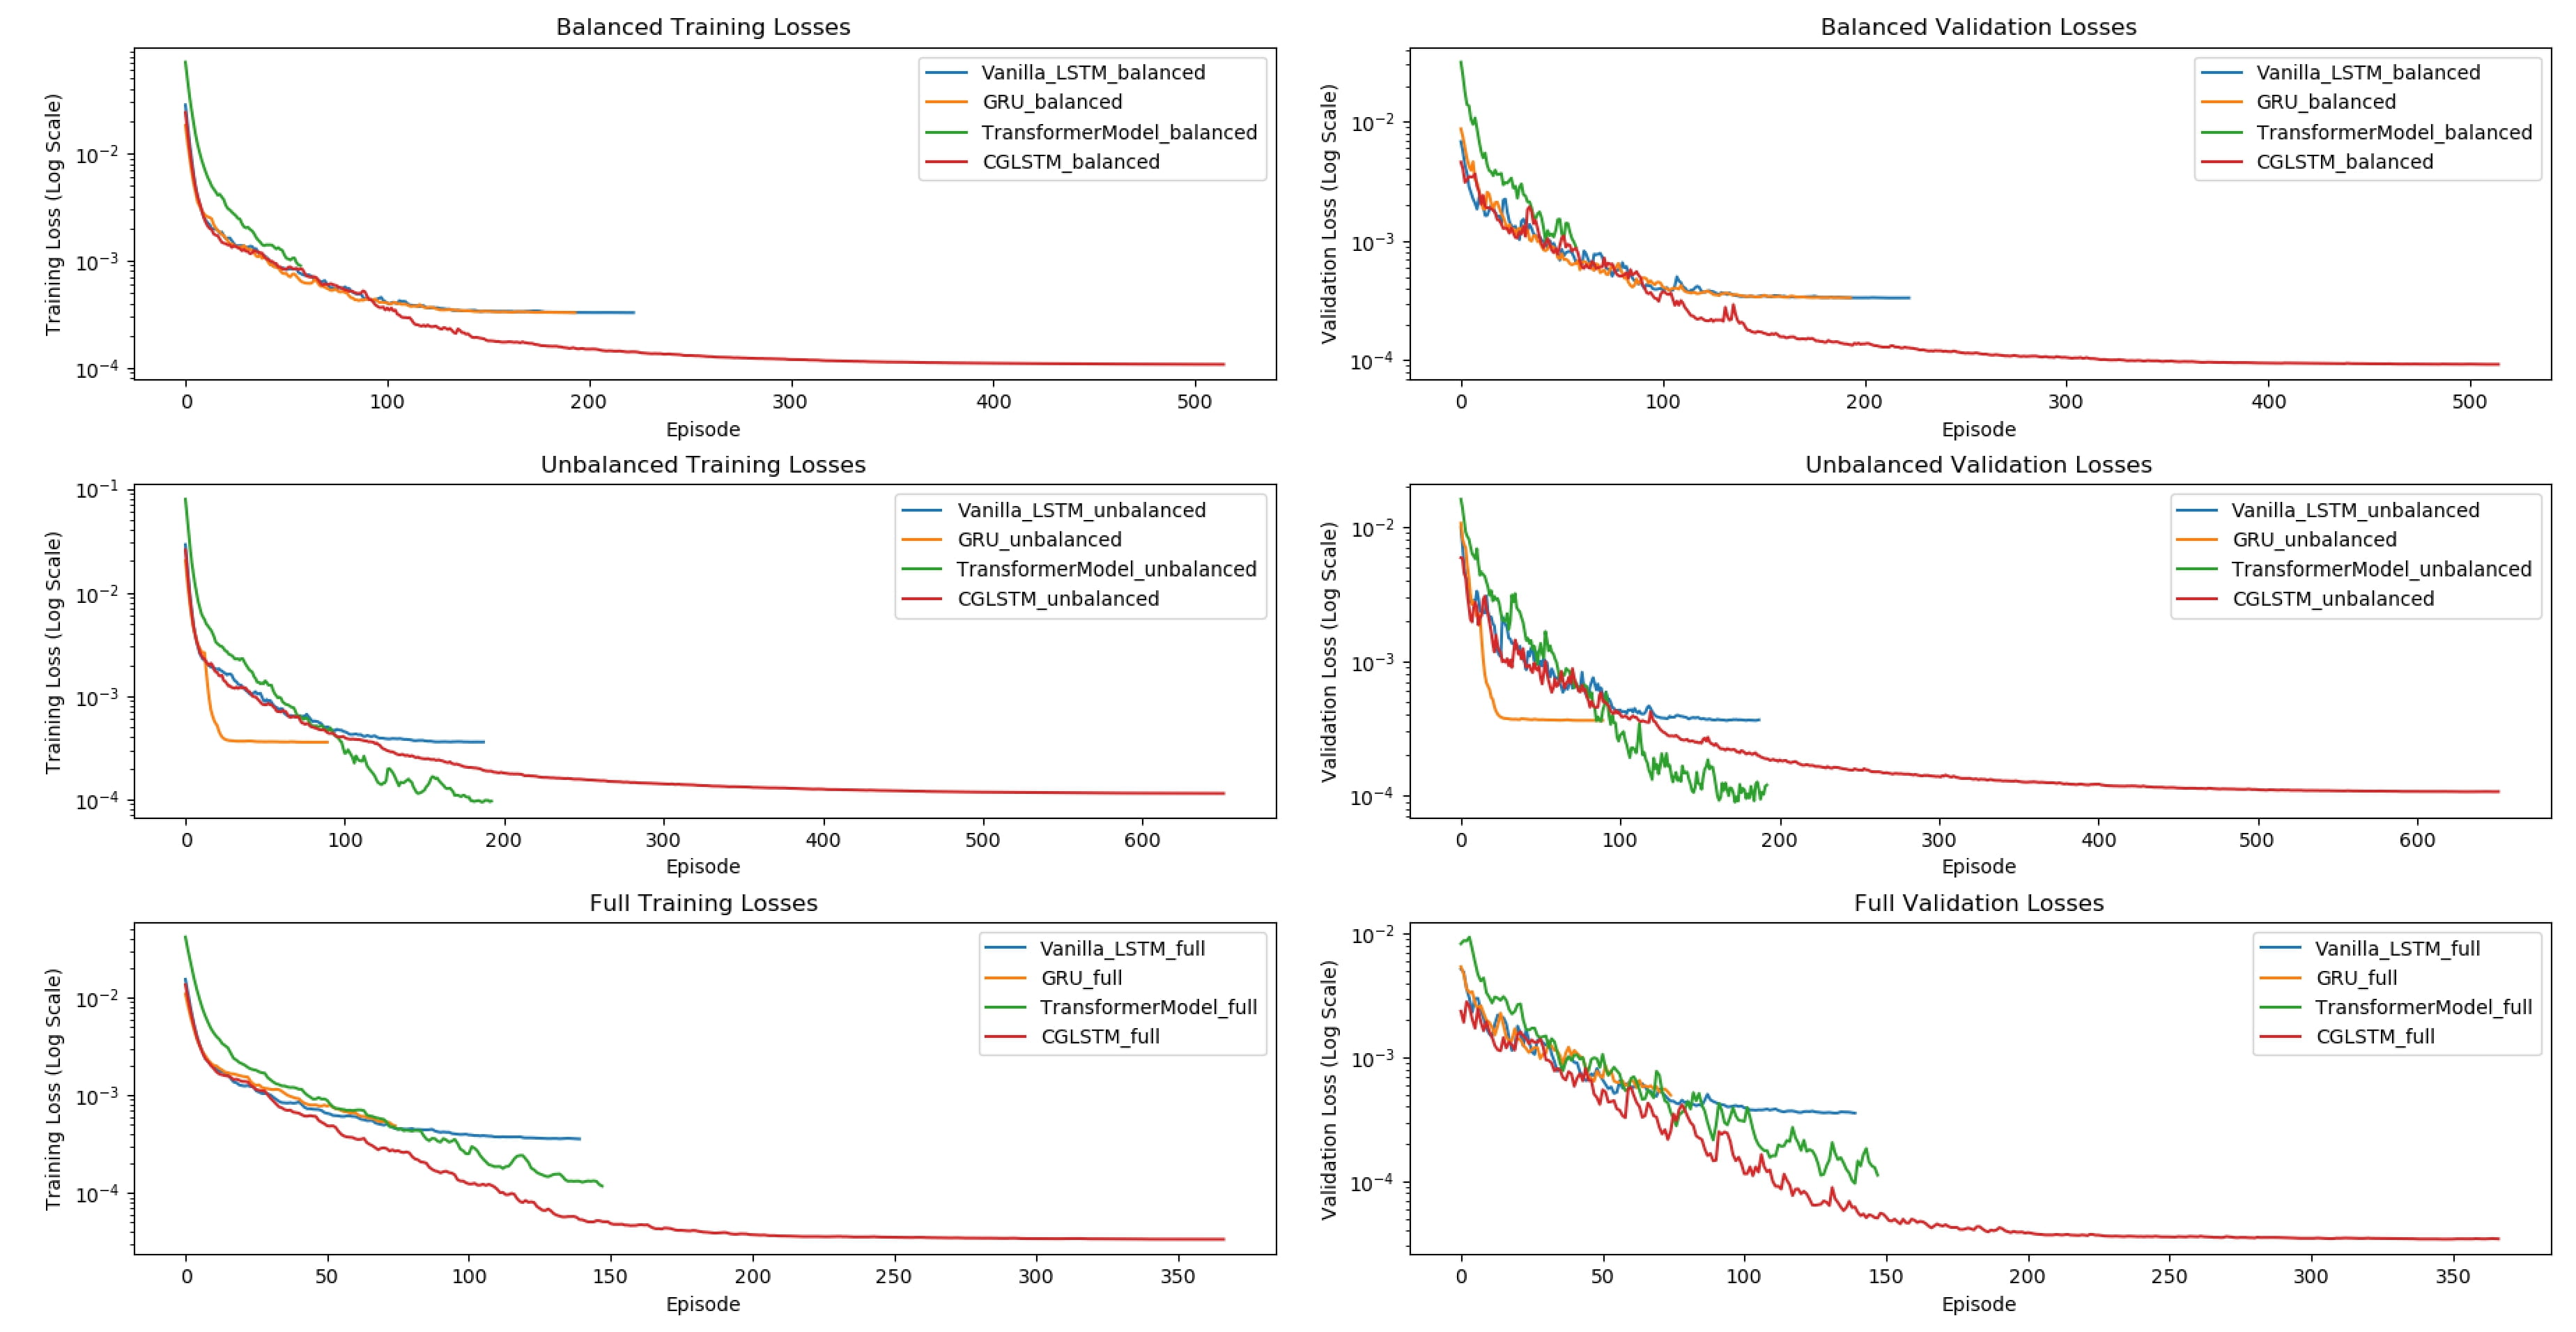 Balanced Training Losses
Training Loss (Log Scale)
10⁻²
10⁻³
10⁻⁴
Vanilla_LSTM_balanced
GRU_balanced
TransformerModel_balanced
CGLSTM_balanced
0 100 200 300 400 500
Episode
Balanced Validation Losses
Validation Loss (Log Scale)
10⁻²
10⁻³
10⁻⁴
Vanilla_LSTM_balanced
GRU_balanced
TransformerModel_balanced
CGLSTM_balanced
0 100 200 300 400 500
Episode
Unbalanced Training Losses
Training Loss (Log Scale)
10⁻¹
10⁻²
10⁻³
10⁻⁴
Vanilla_LSTM_unbalanced
GRU_unbalanced
TransformerModel_unbalanced
CGLSTM_unbalanced
0 100 200 300 400 500 600
Episode
Unbalanced Validation Losses
Validation Loss (Log Scale)
10⁻²
10⁻³
10⁻⁴
Vanilla_LSTM_unbalanced
GRU_unbalanced
TransformerModel_unbalanced
CGLSTM_unbalanced
0 100 200 300 400 500 600
Episode
Full Training Losses
Training Loss (Log Scale)
10⁻²
10⁻³
10⁻⁴
Vanilla_LSTM_full
GRU_full
TransformerModel_full
CGLSTM_full
0 50 100 150 200 250 300 350
Episode
Full Validation Losses
Validation Loss (Log Scale)
10⁻²
10⁻³
10⁻⁴
Vanilla_LSTM_full
GRU_full
TransformerModel_full
CGLSTM_full
0 50 100 150 200 250 300 350
Episode